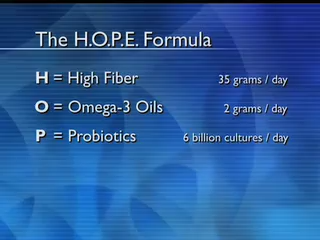 The H.O.P.E. Formula
H = High Fiber 35 grams / day
O = Omega-3 Oils 2 grams / day
P = Probiotics 6 billion cultures / day